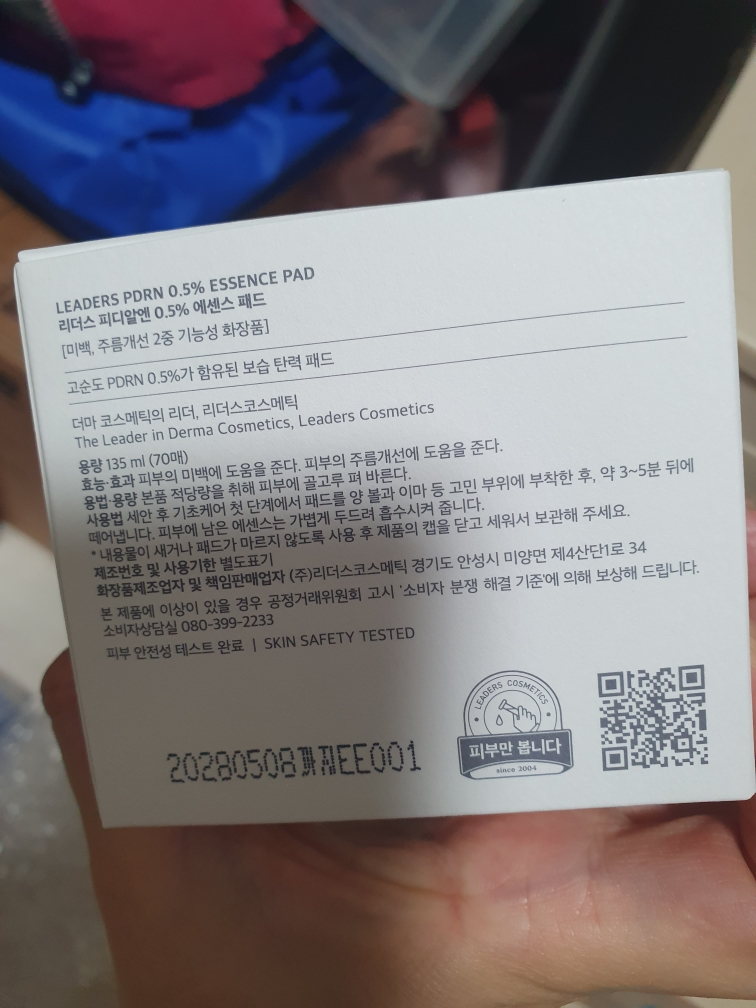 LEADERS PDRN 0.5% ESSENCE PAD
리더스 피디알엔 0.5% 에센스 패드
[미백, 주름개선 2중 기능성 화장품]
고순도 PDRN 0.5%가 함유된 보습 탄력 패드
더마 코스메틱의 리더, 리더스코스메틱
The Leader in Derma Cosmetics, Leaders Cosmetics
용량 135 ml (70매)
효능·효과 피부의 미백에 도움을 준다. 피부의 주름개선에 도움을 준다.
용법·용량 본품 적당량을 취해 피부에 골고루 펴 바른다.
사용법 세안 후 기초케어 첫 단계에서 패드를 양 볼과 이마 등 고민 부위에 부착한 후, 약 3~5분 뒤에
떼어냅니다. 피부에 남은 에센스는 가볍게 두드려 흡수시켜 줍니다.
* 내용물이 새거나 패드가 마르지 않도록 사용 후 제품의 캡을 닫고 세워서 보관해 주세요.
제조번호 및 사용기한 별도표기
화장품제조업자 및 책임판매업자 (주)리더스코스메틱 경기도 안성시 미양면 제4산단1로 34
본 제품에 이상이 있을 경우 공정거래위원회 고시 '소비자 분쟁 해결 기준'에 의해 보상해 드립니다.
소비자상담실 080-399-2233
피부 안전성 테스트 완료 | SKIN SAFETY TESTED
LEADERS COSMETICS
피부만 봅니다
since 2004
20280508까지EE001